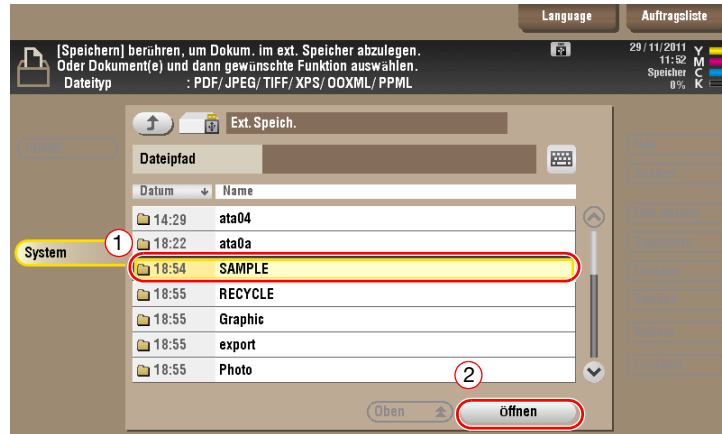 Language
Auftragsliste
[Speichern] berühren, um Dokum. im ext. Speicher abzulegen.
Oder Dokument(e) und dann gewünschte Funktion auswählen.
Dateityp : PDF/JPEG/TIFF/XPS/OOXML/PPML
29/11/2011
11:52
Speicher
0%
Y
M
C
K
Ext. Speich.
Dateipfad
Datum
Name
14:29 ata04
1
18:22 ata0a
System
18:54 SAMPLE
18:55 RECYCLE
18:55 Graphic
18:55 export
18:55 Photo
2
Oben
Öffnen